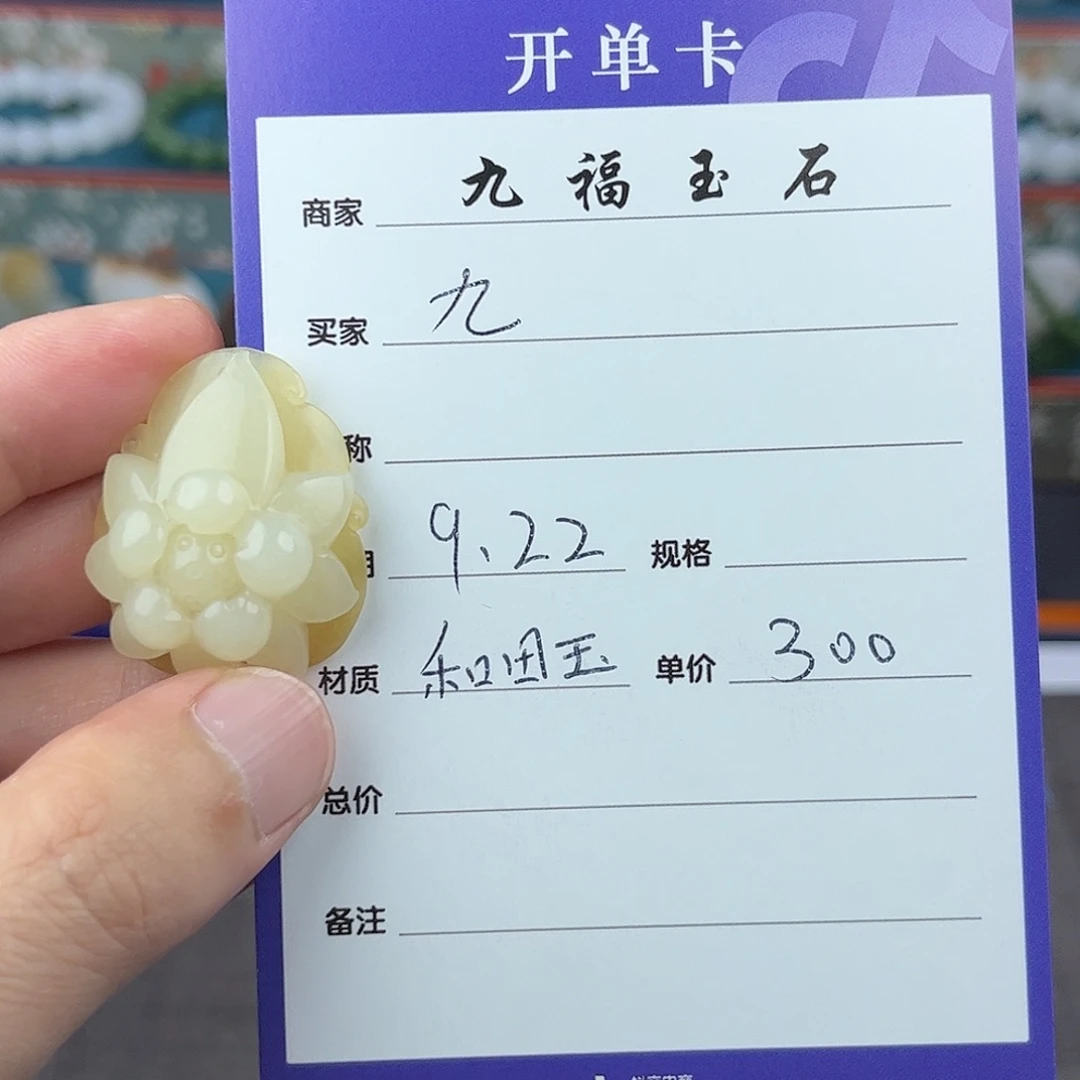 开单卡
商家 九福玉石
买家 九
称
9.22 规格
材质 和田玉 单价 300
总价
备注